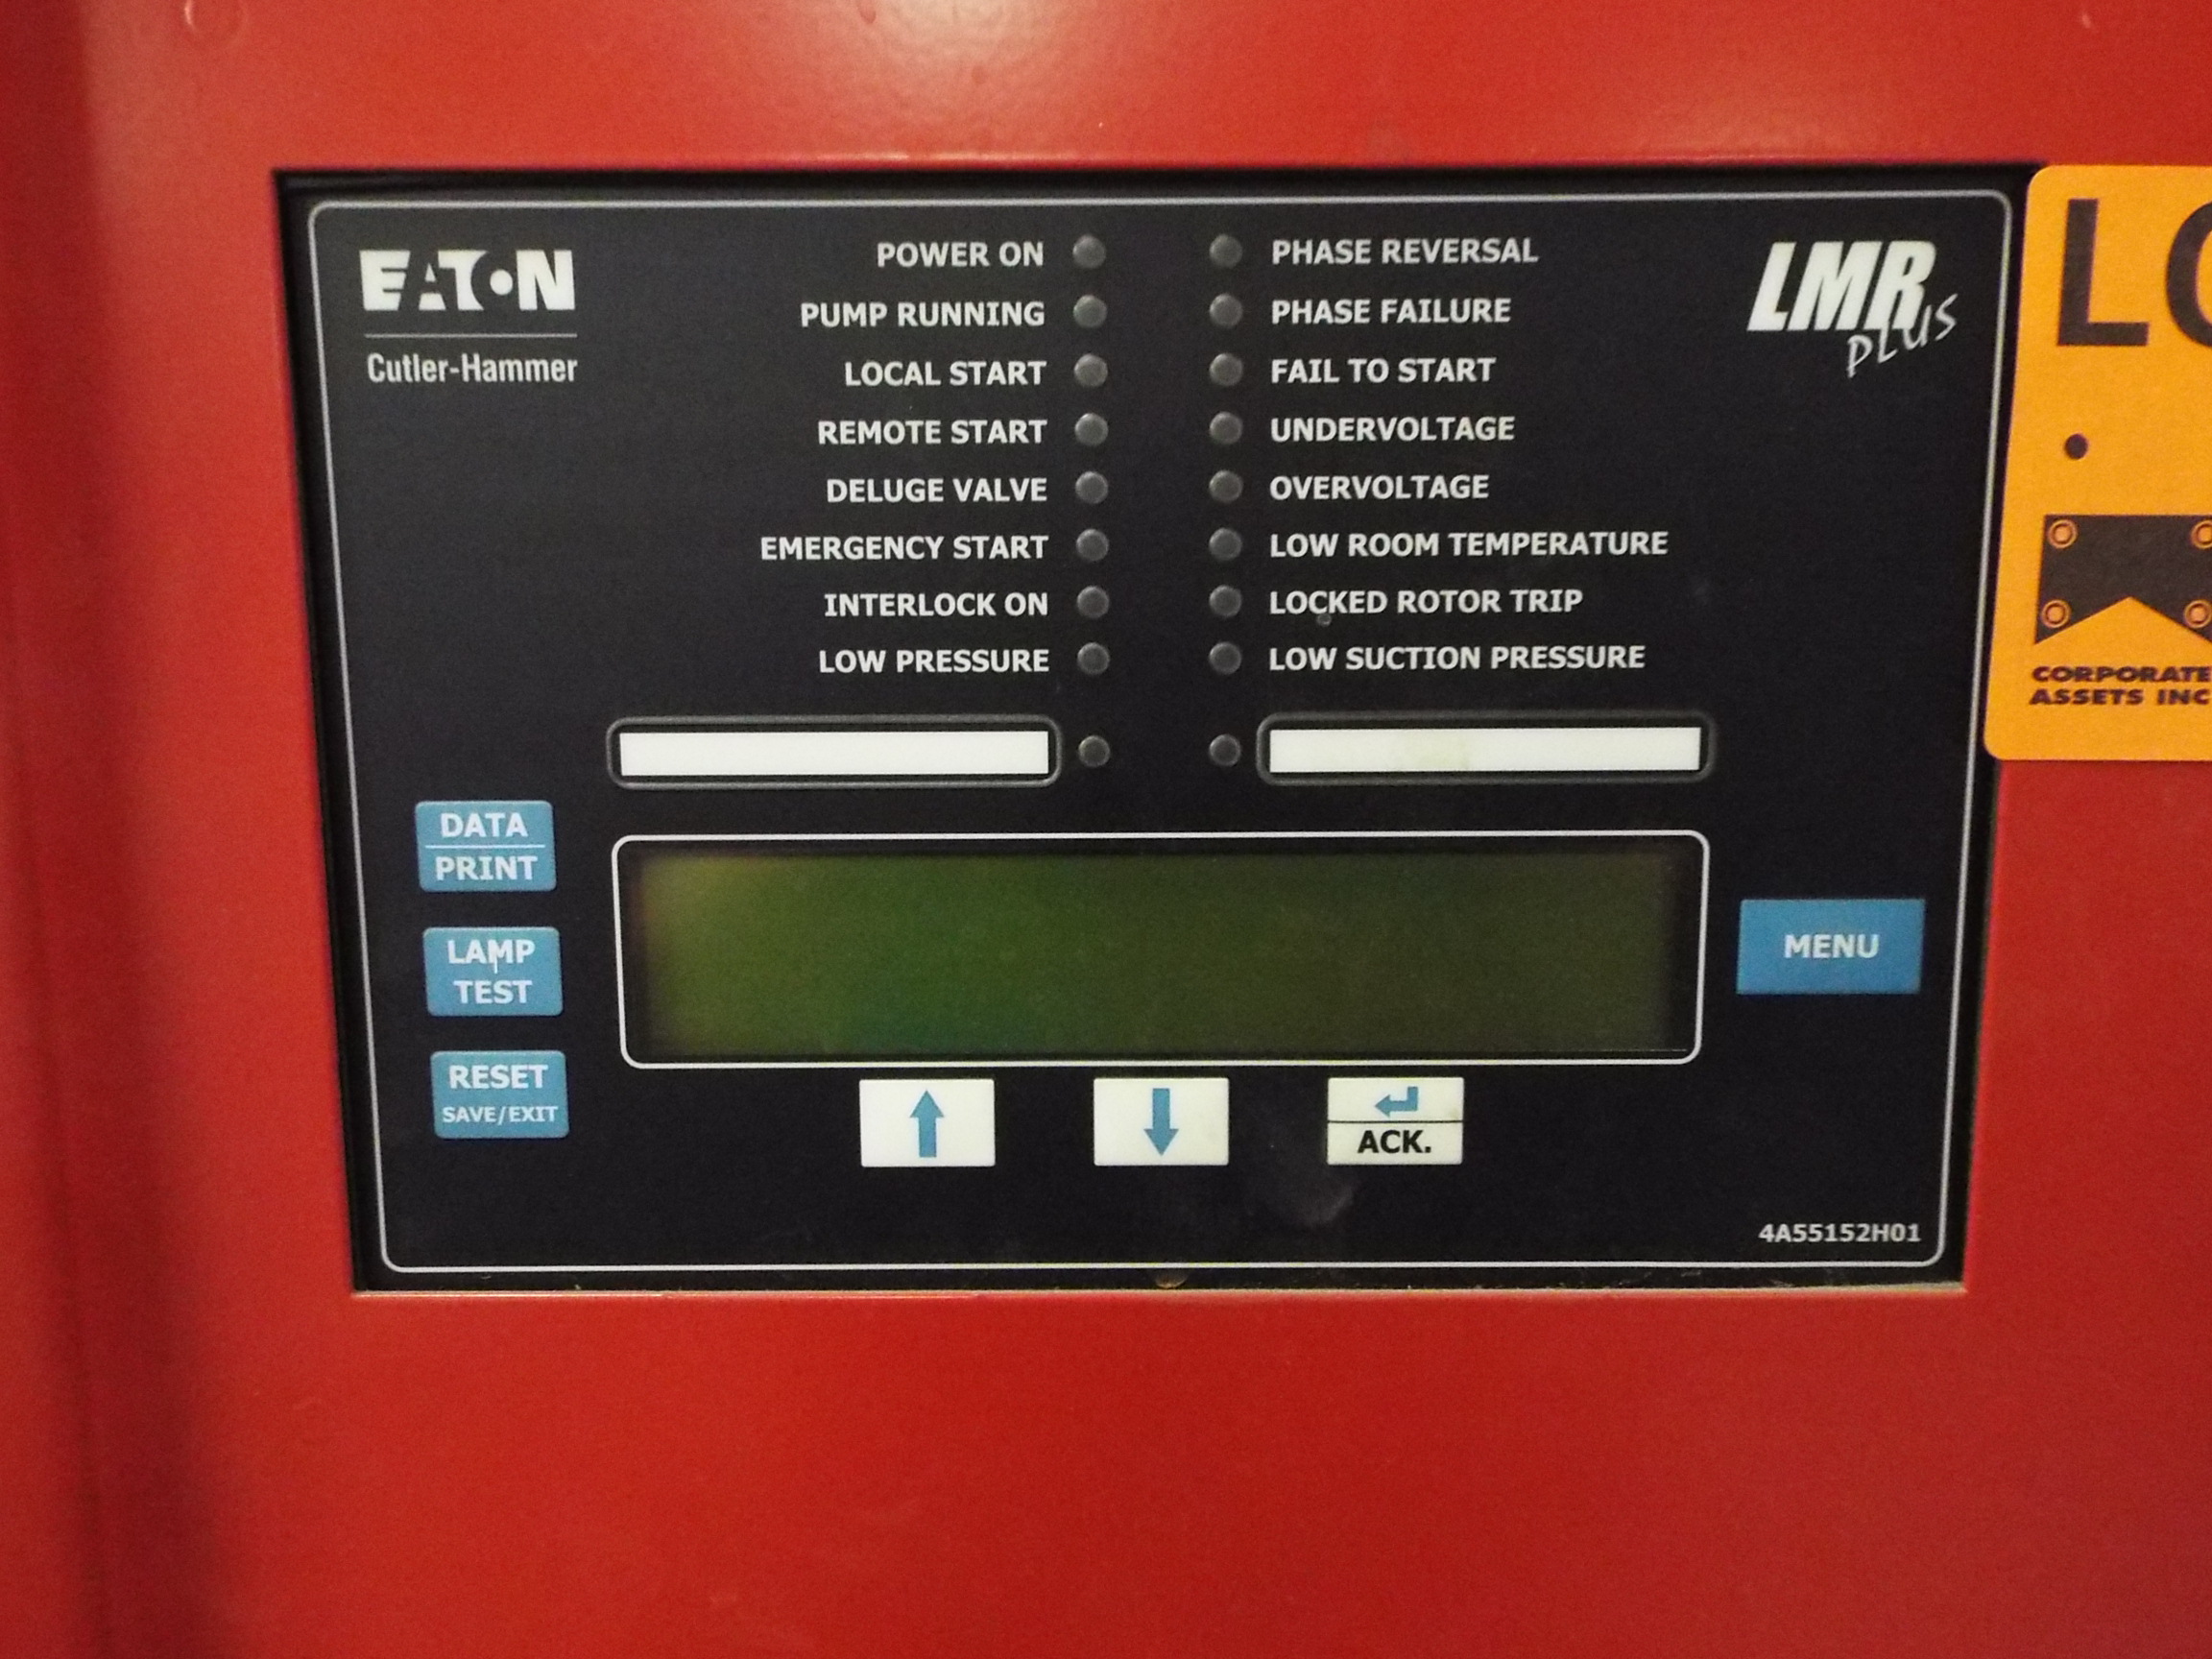 EATON
Cutler-Hammer
LMR
PLUS
POWER ON
PUMP RUNNING
LOCAL START
REMOTE START
DELUGE VALVE
EMERGENCY START
INTERLOCK ON
LOW PRESSURE
PHASE REVERSAL
PHASE FAILURE
FAIL TO START
UNDERVOLTAGE
OVERVOLTAGE
LOW ROOM TEMPERATURE
LOCKED ROTOR TRIP
LOW SUCTION PRESSURE
DATA
PRINT
LAMP
TEST
RESET
SAVE/EXIT
MENU
ACK.
4A55152H01
CORPORATE
ASSETS INC